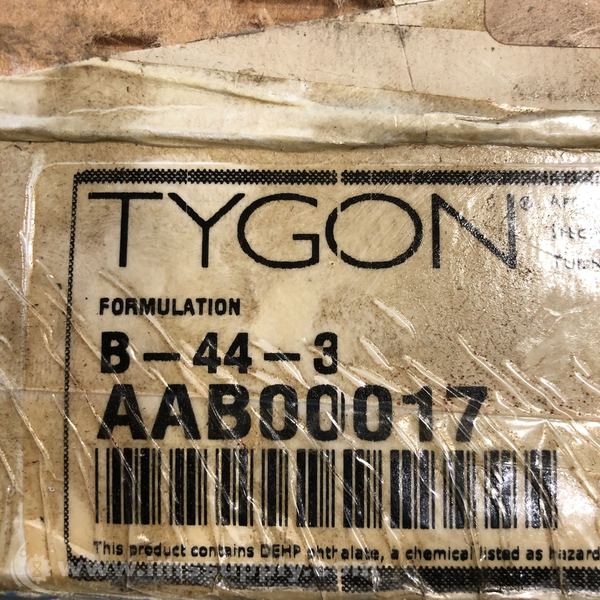 TYGON®
FORMULATION
B-44-3
AAB00017
This product contains DEHP phthalate, a chemical listed as hazard